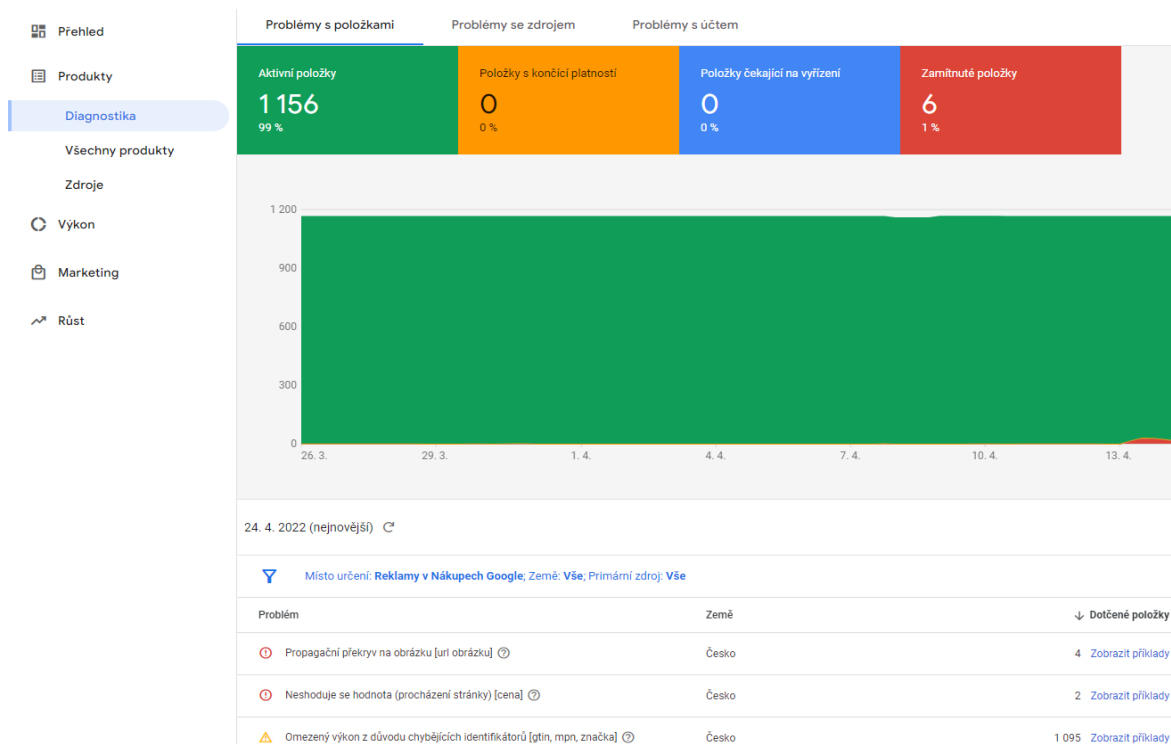 Přehled
Produkty
Diagnostika
Všechny produkty
Zdroje
Výkon
Marketing
Růst
Problémy s položkami Problémy se zdrojem Problémy s účtem
Aktivní položky
1 156
99 %
Položky s končící platností
0
0 %
Položky čekající na vyřízení
0
0 %
Zamítnuté položky
6
1 %
1 200
900
600
300
0
26. 3. 29. 3. 1. 4. 4. 4. 7. 4. 10. 4. 13. 4.
24. 4. 2022 (nejnovější)
Místo určení: Reklamy v Nákupech Google; Země: Vše; Primární zdroj: Vše
Problém Země Dotčené položky
Propagační překryv na obrázku [url obrázku] Česko 4 Zobrazit příklady
Neshoduje se hodnota (procházení stránky) [cena] Česko 2 Zobrazit příklady
Omezený výkon z důvodu chybějících identifikátorů [gtin, mpn, značka] Česko 1 095 Zobrazit příklady